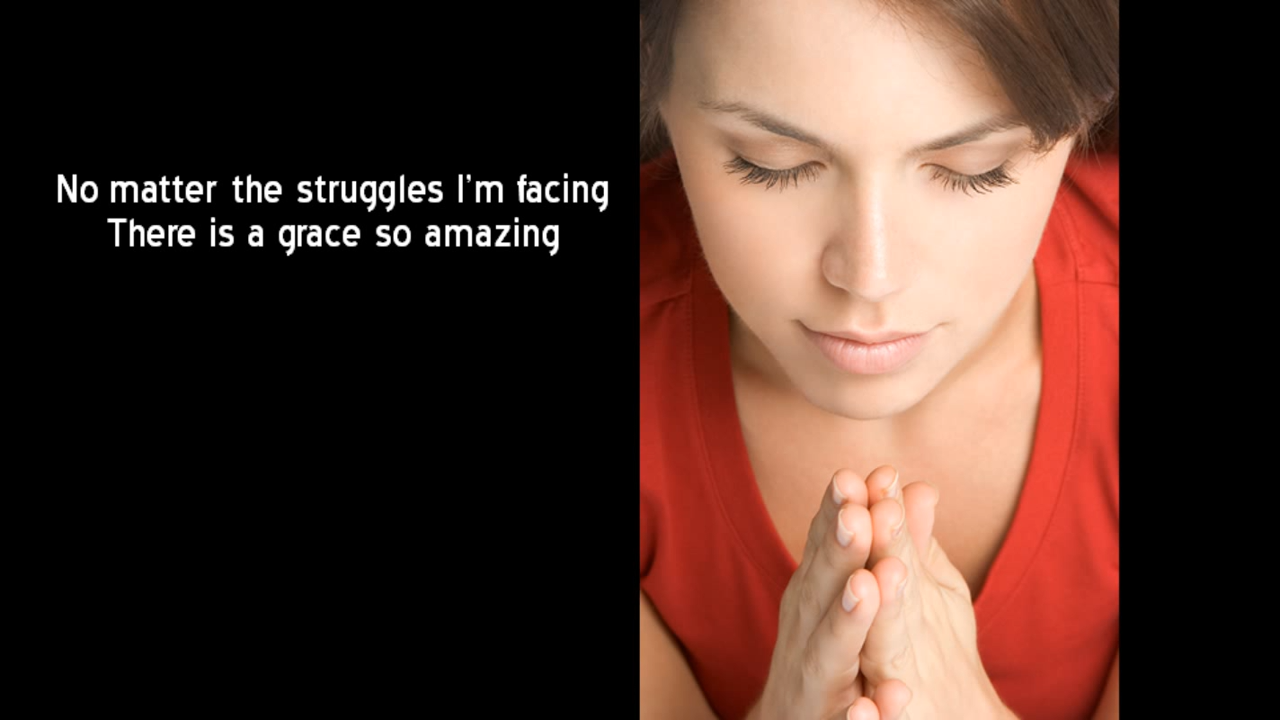 No matter the struggles I'm facing
There is a grace so amazing